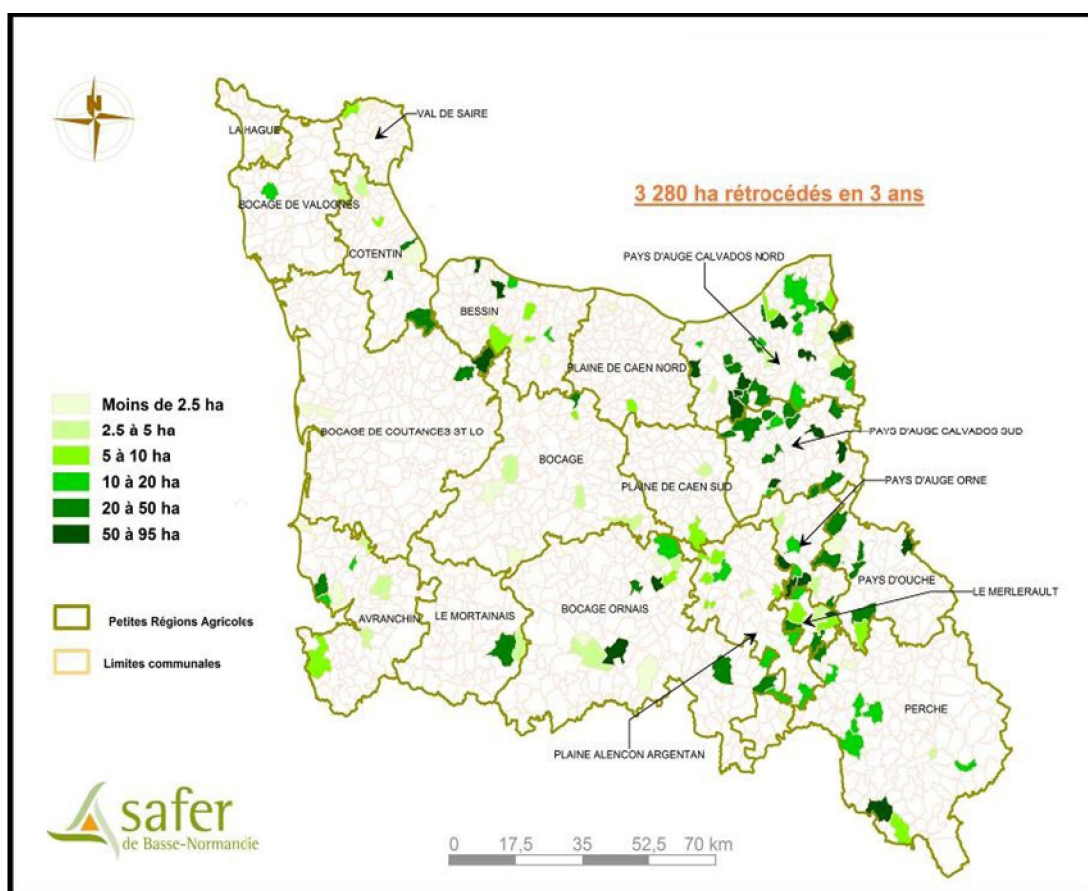 N
LA HAGUE
VAL DE SAIRE
3 280 ha rétrocédés en 3 ans
BOCAGE DE VALOGNES
COTENTIN
PAYS D'AUGE CALVADOS NORD
BESSIN
PLAINE DE CAEN NORD
Moins de 2.5 ha
2.5 à 5 ha
5 à 10 ha
10 à 20 ha
20 à 50 ha
50 à 95 ha
BOCAGE DE COUTANCES ST LO
PAYS D'AUGE CALVADOS SUD
BOCAGE
PLAINE DE CAEN SUD
PAYS D'AUGE ORNE
PAYS D'OUCHE
LE MERLERAULT
Petites Régions Agricoles
AVRANCHIN
LE MORTAINAIS
BOCAGE ORNAIS
Limites communales
PERCHE
PLAINE ALENCON ARGENTAN
safer
de Basse-Normandie
0 17,5 35 52,5 70 km